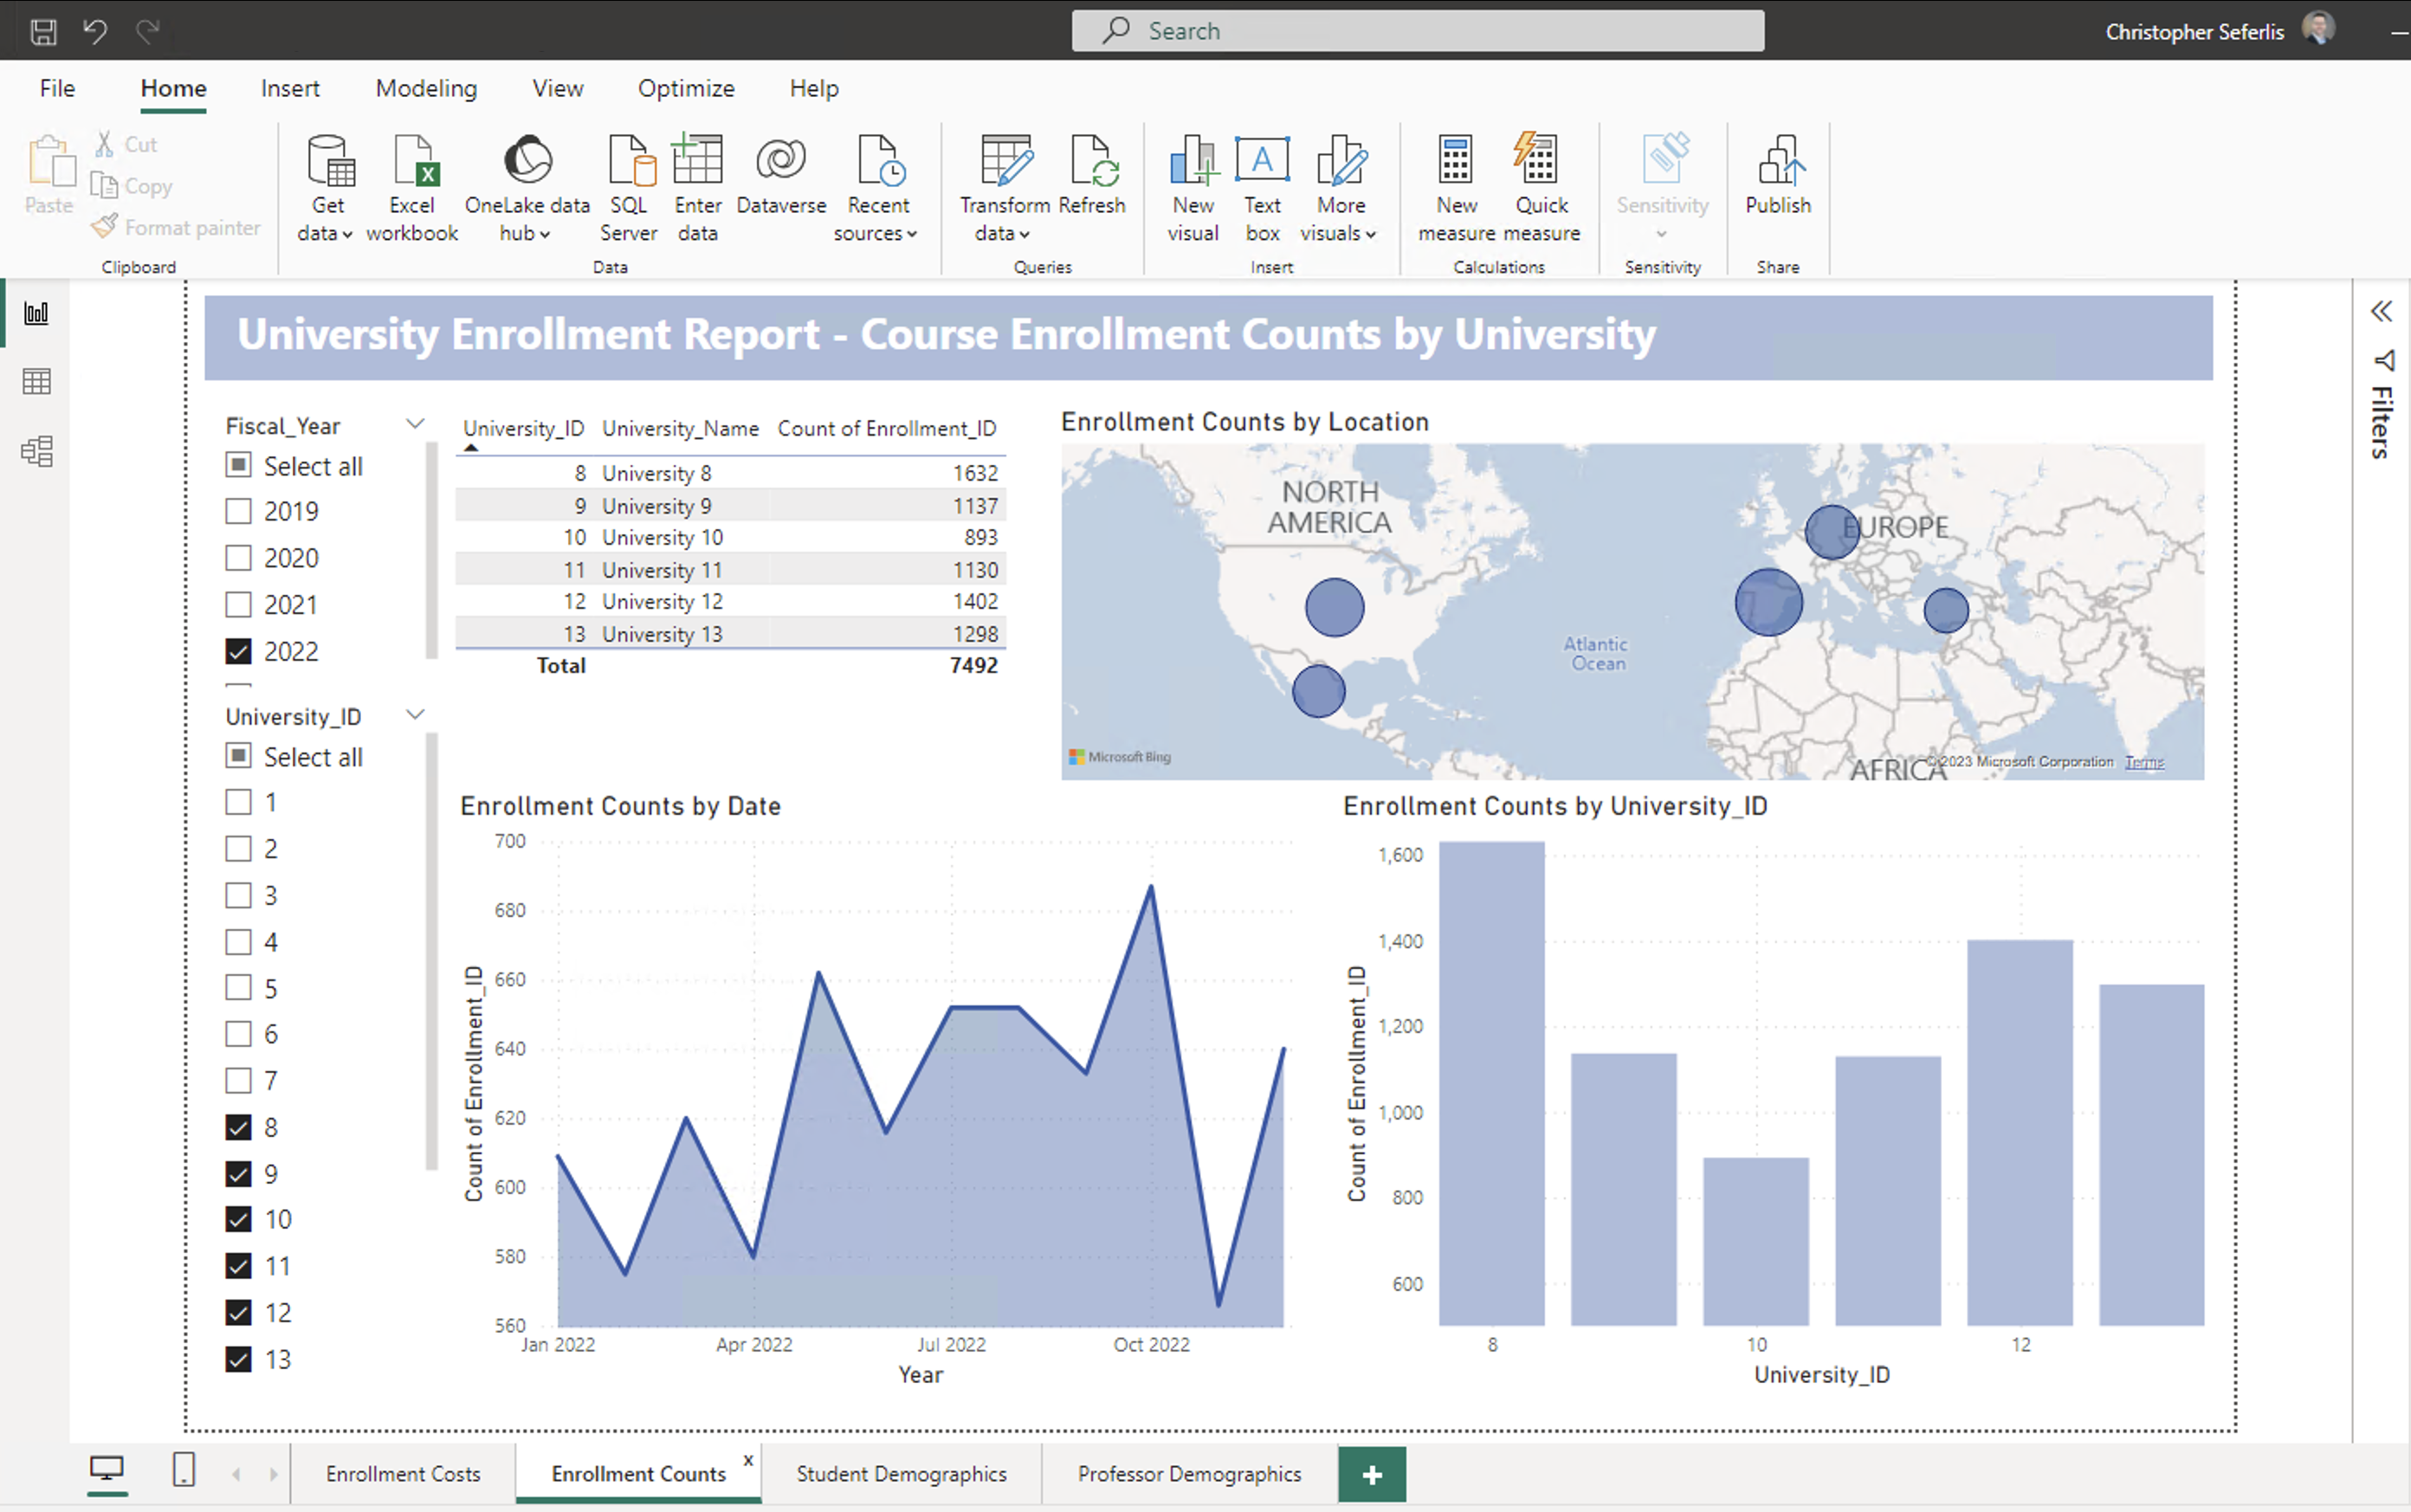 Search
Christopher Seferlis
File Home Insert Modeling View Optimize Help
Paste
Cut
Copy
Format painter
Clipboard
Get data
Excel workbook
OneLake data hub
SQL Server
Enter data
Dataverse
Recent sources
Data
Transform data
Refresh
Queries
New visual
Text box
More visuals
Insert
New measure
Quick measure
Calculations
Sensitivity
Sensitivity
Publish
Share
University Enrollment Report - Course Enrollment Counts by University
Filters
Fiscal_Year
Select all
2019
2020
2021
2022
University_ID University_Name Count of Enrollment_ID
8 University 8 1632
9 University 9 1137
10 University 10 893
11 University 11 1130
12 University 12 1402
13 University 13 1298
Total 7492
Enrollment Counts by Location
NORTH
AMERICA
EUROPE
Atlantic
Ocean
AFRICA
Microsoft Bing
©2023 Microsoft Corporation Terms
University_ID
Select all
1
2
3
4
5
6
7
8
9
10
11
12
13
Enrollment Counts by Date
Count of Enrollment_ID
700
680
660
640
620
600
580
560
Jan 2022 Apr 2022 Jul 2022 Oct 2022
Year
Enrollment Counts by University_ID
Count of Enrollment_ID
1,600
1,400
1,200
1,000
800
600
8 10 12
University_ID
Enrollment Costs Enrollment Counts x Student Demographics Professor Demographics +